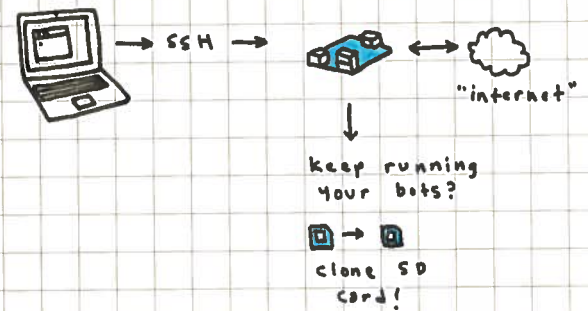 SSH
"internet"
keep running
your bots?
clone SD
card!